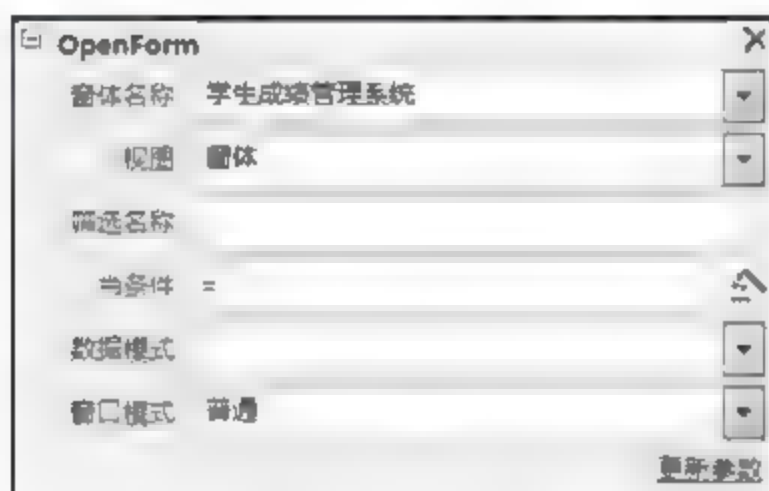 OpenForm
窗体名称 学生成绩管理系统
视图 窗体
筛选名称
当条件 =
数据模式
窗口模式 普通
更新参数